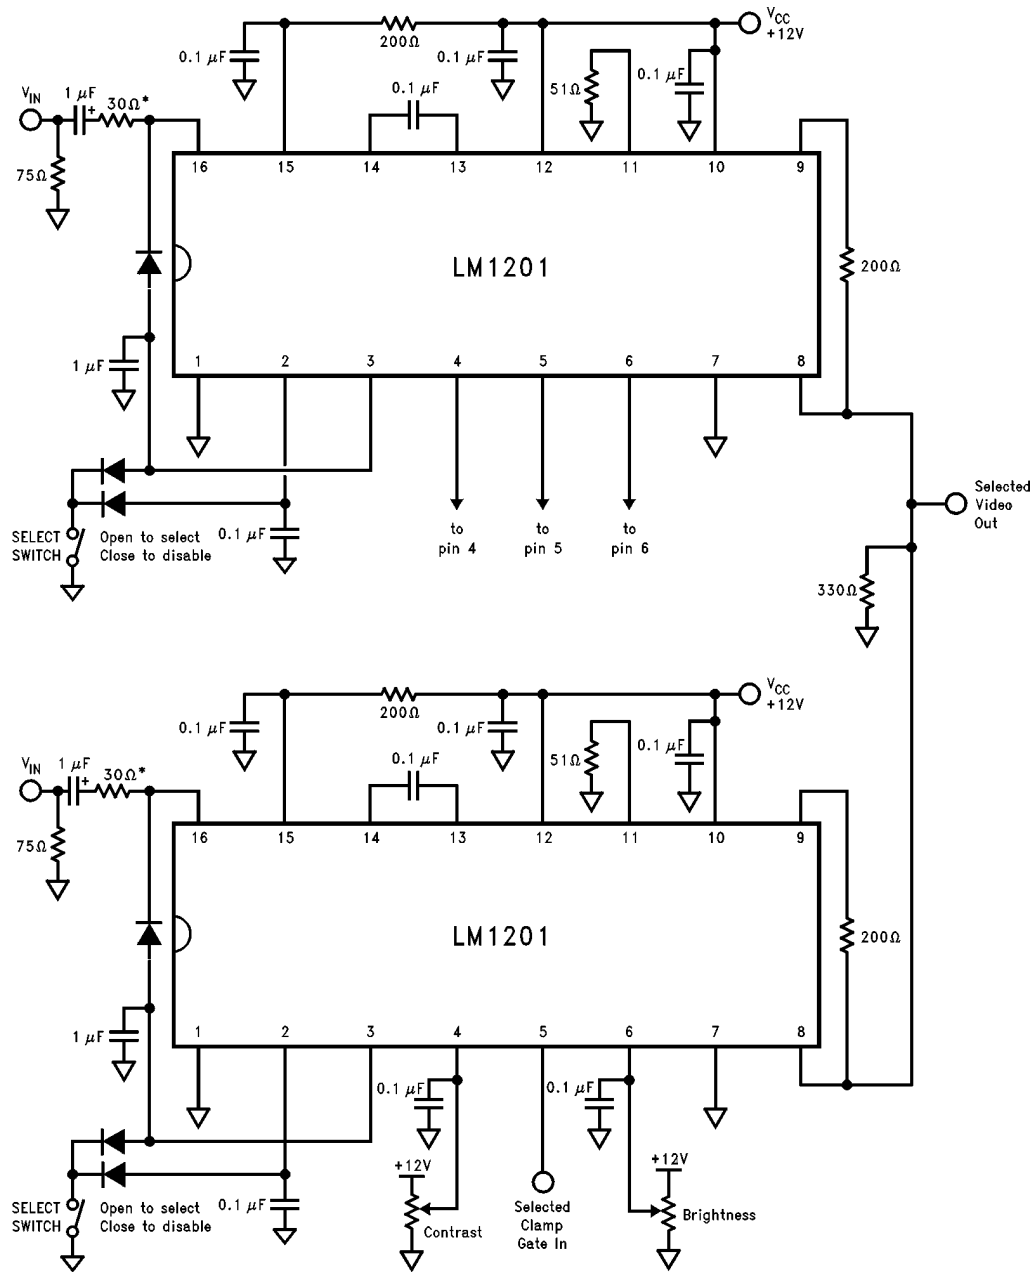 V_CC
+12V
0.1 μF
200Ω
0.1 μF
51Ω
0.1 μF
V_IN
1 μF
+
30Ω*
0.1 μF
75Ω
16
15
14
13
12
11
10
9
LM1201
200Ω
1 μF
1
2
3
4
5
6
7
8
Selected
Video
Out
SELECT
SWITCH
Open to select
Close to disable
0.1 μF
to
pin 4
to
pin 5
to
pin 6
330Ω
V_CC
+12V
0.1 μF
200Ω
0.1 μF
51Ω
0.1 μF
V_IN
1 μF
+
30Ω*
0.1 μF
75Ω
16
15
14
13
12
11
10
9
LM1201
200Ω
1 μF
1
2
3
4
5
6
7
8
0.1 μF
0.1 μF
SELECT
SWITCH
Open to select
Close to disable
0.1 μF
+12V
Contrast
Selected
Clamp
Gate In
+12V
Brightness